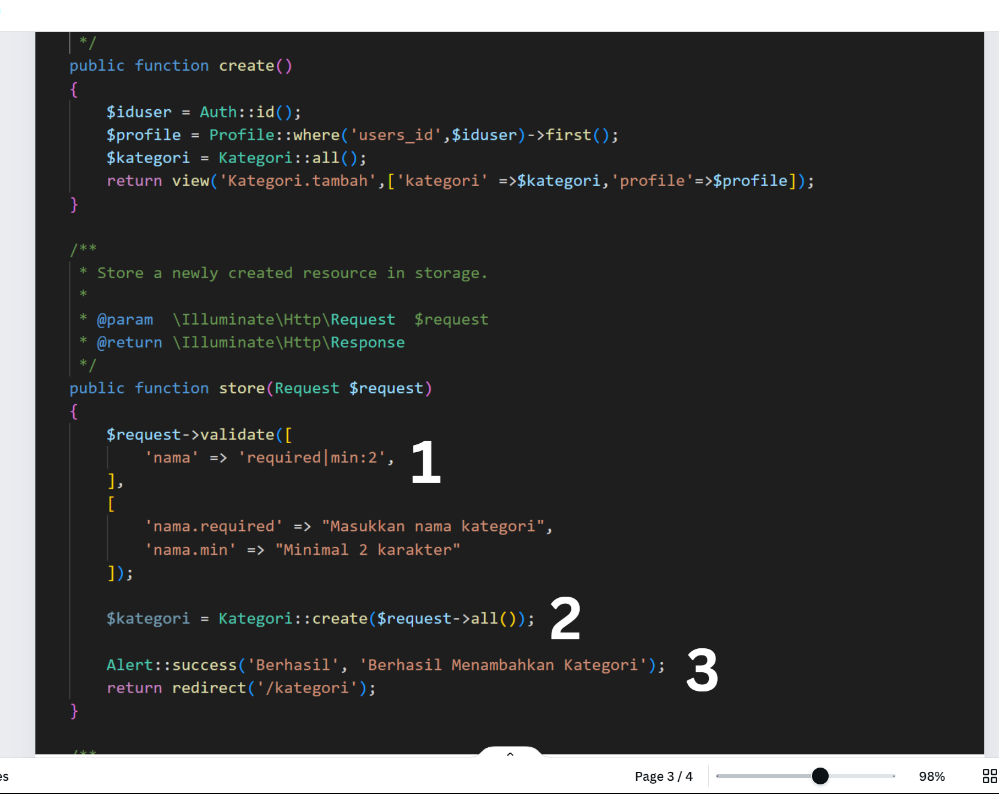 */
public function create()
{
    $iduser = Auth::id();
    $profile = Profile::where('users_id',$iduser)->first();
    $kategori = Kategori::all();
    return view('Kategori.tambah',['kategori' =>$kategori,'profile'=>$profile]);
}
/**
 * Store a newly created resource in storage.
 *
 * @param  \Illuminate\Http\Request  $request
 * @return \Illuminate\Http\Response
 */
public function store(Request $request)
{
    $request->validate([
        'nama' => 'required|min:2',
1
    ],
    [
        'nama.required' => "Masukkan nama kategori",
        'nama.min' => "Minimal 2 karakter"
    ]);
    $kategori = Kategori::create($request->all());
2
    Alert::success('Berhasil', 'Berhasil Menambahkan Kategori');
3
    return redirect('/kategori');
}
/**
es
Page 3 / 4
98%